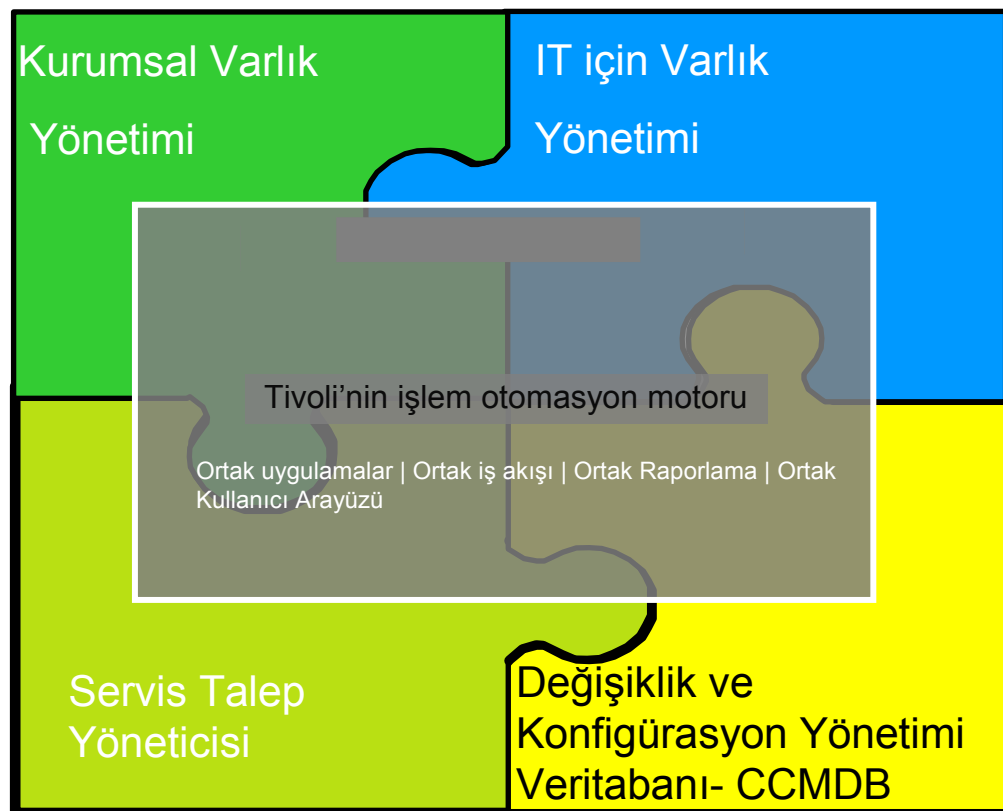 Kurumsal Varlık
Yönetimi
IT için Varlık
Yönetimi
Tivoli’nin işlem otomasyon motoru
Ortak uygulamalar | Ortak iş akışı | Ortak Raporlama | Ortak
Kullanıcı Arayüzü
Servis Talep
Yöneticisi
Değişiklik ve
Konfigürasyon Yönetimi
Veritabanı- CCMDB